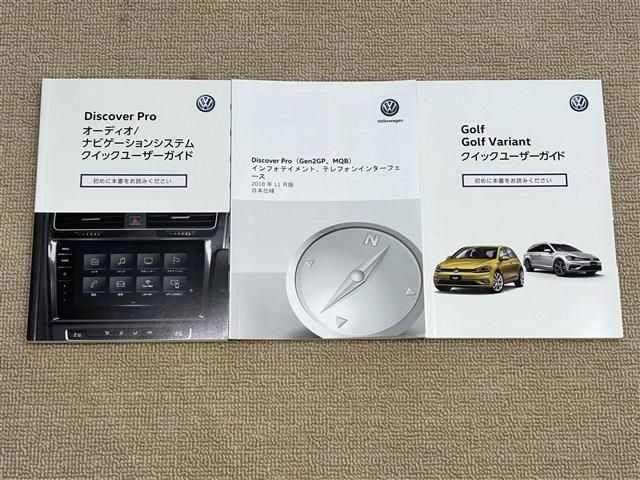 Discover Pro
オーディオ/
ナビゲーションシステム
クイックユーザーガイド
初めに本書をお読みください
Volkswagen
Discover Pro（Gen2GP、MQB）
インフォテイメント、テレフォンインターフェ
ース
2018 年 11 月版
日本仕様
N
Golf
Golf Variant
クイックユーザーガイド
初めに本書をお読みください